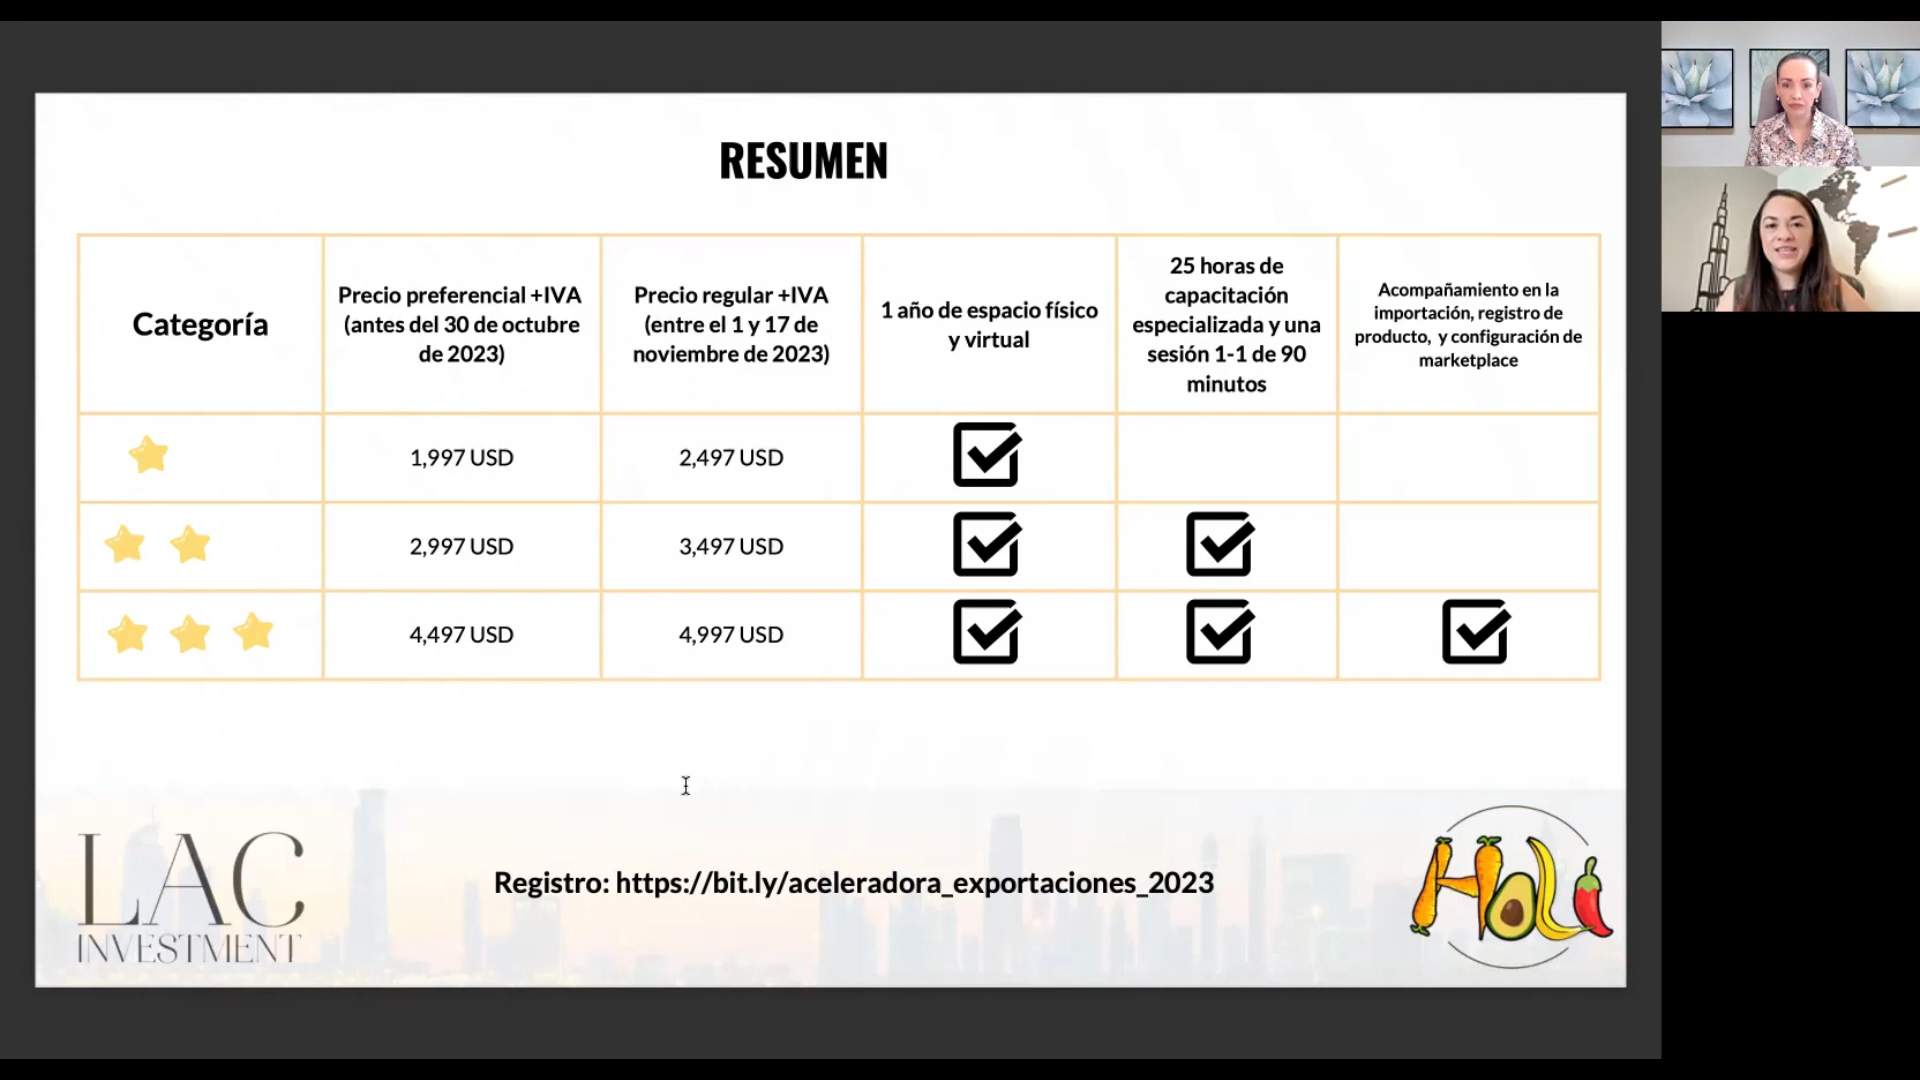 RESUMEN
Categoría
Precio preferencial +IVA
(antes del 30 de octubre
de 2023)
Precio regular +IVA
(entre el 1 y 17 de
noviembre de 2023)
1 año de espacio físico
y virtual
25 horas de
capacitación
especializada y una
sesión 1-1 de 90
minutos
Acompañamiento en la
importación, registro de
producto, y configuración de
marketplace
1,997 USD
2,497 USD
2,997 USD
3,497 USD
4,497 USD
4,997 USD
LAC
INVESTMENT
Registro: https://bit.ly/aceleradora_exportaciones_2023
Holi